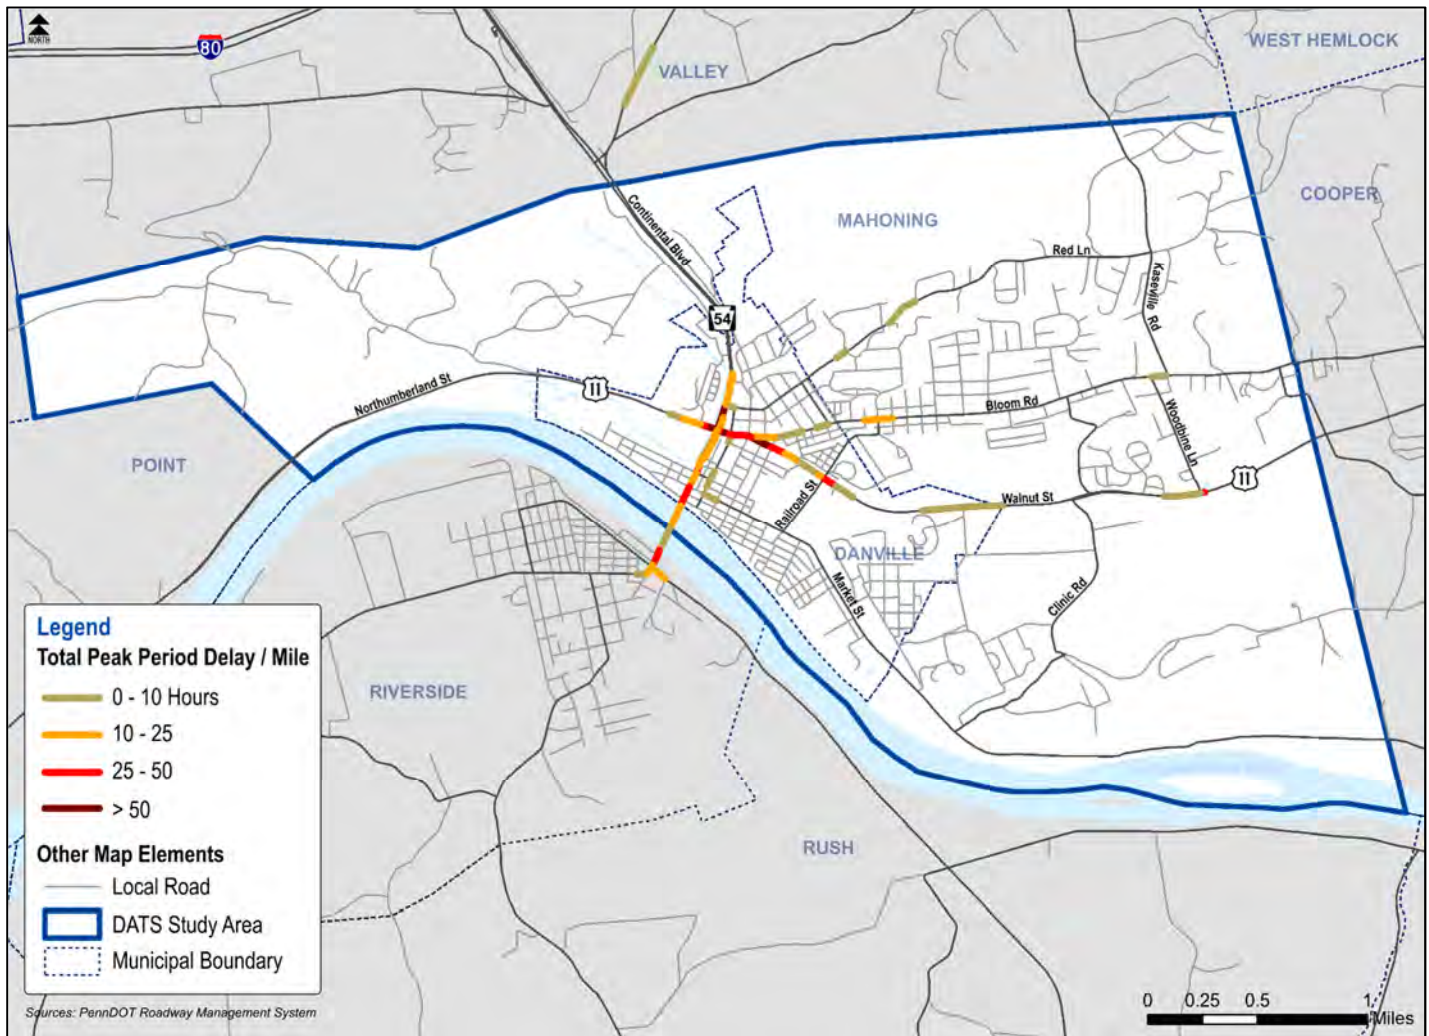 NORTH
80
VALLEY
WEST HEMLOCK
COOPER
MAHONING
Continental Blvd
Red Ln
Kaseville Rd
54
Northumberland St
11
Bloom Rd
Woodbine Ln
POINT
11
Walnut St
Railroad St
DANVILLE
Market St
Clinic Rd
RIVERSIDE
RUSH
Legend
Total Peak Period Delay / Mile
0 - 10 Hours
10 - 25
25 - 50
> 50
Other Map Elements
Local Road
DATS Study Area
Municipal Boundary
Sources: PennDOT Roadway Management System
0 0.25 0.5 1
Miles